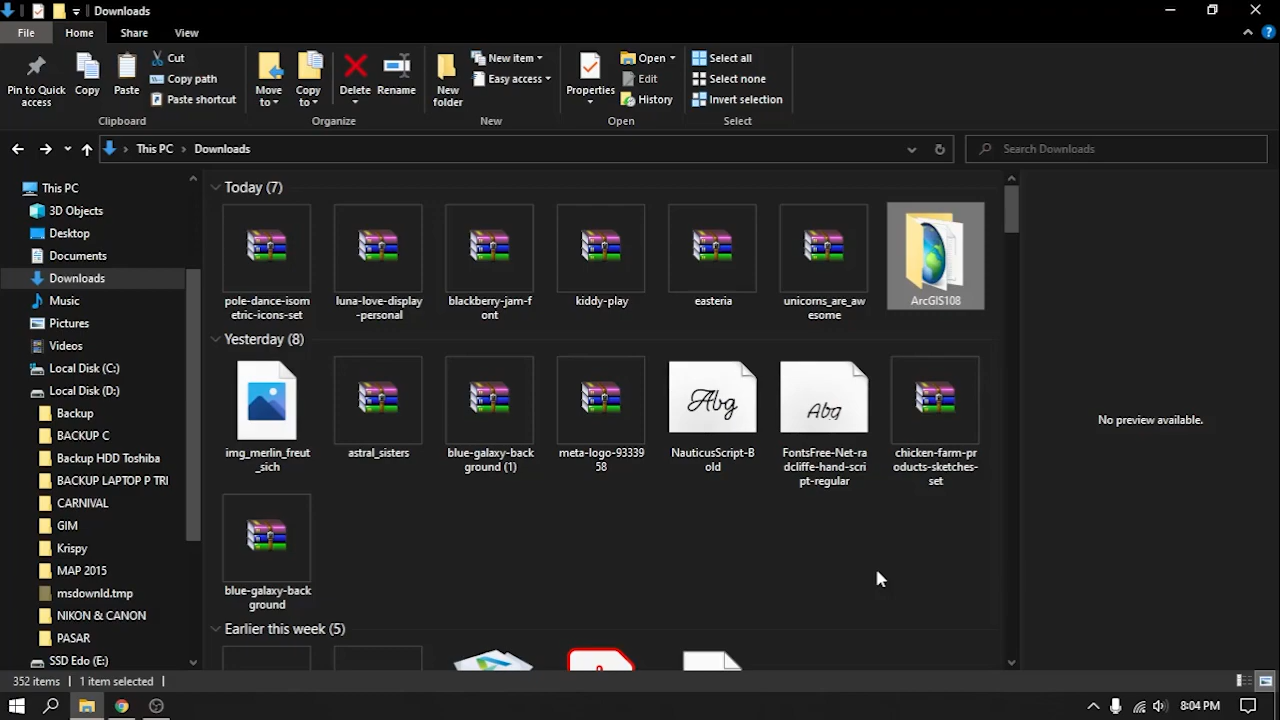 Downloads
File Home Share View
Pin to Quick access
Copy
Paste
Cut
Copy path
Paste shortcut
Clipboard
Move to
Copy to
Delete
Rename
Organize
New folder
New item
Easy access
New
Properties
Open
Edit
History
Open
Select all
Select none
Invert selection
Select
This PC > Downloads
Search Downloads
This PC
3D Objects
Desktop
Documents
Downloads
Music
Pictures
Videos
Local Disk (C:)
Local Disk (D:)
Backup
BACKUP C
Backup HDD Toshiba
BACKUP LAPTOP P TRI
CARNIVAL
GIM
Krispy
MAP 2015
msdownld.tmp
NIKON & CANON
PASAR
SSD Edo (E:)
Today (7)
pole-dance-isom
etric-icons-set
luna-love-display
-personal
blackberry-jam-f
ont
kiddy-play
easteria
unicorns_are_aw
esome
ArcGIS108
Yesterday (8)
img_merlin_freut
_sich
astral_sisters
blue-galaxy-back
ground (1)
meta-logo-93339
58
Abg
NauticusScript-B
old
Abg
FontsFree-Net-ra
dcliffe-hand-scri
pt-regular
chicken-farm-pr
oducts-sketches-
set
blue-galaxy-back
ground
Earlier this week (5)
No preview available.
352 items
1 item selected
8:04 PM